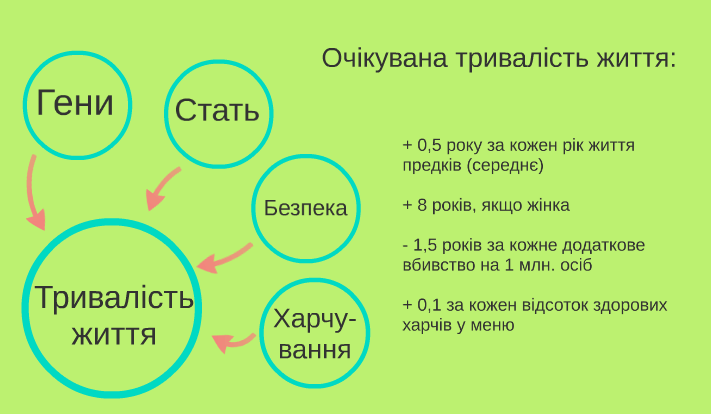 Очікувана тривалість життя:
Гени
Стать
Безпека
Харчу-
вання
Тривалість
життя
+ 0,5 року за кожен рік життя
предків (середнє)
+ 8 років, якщо жінка
- 1,5 років за кожне додаткове
вбивство на 1 млн. осіб
+ 0,1 за кожен відсоток здорових
харчів у меню